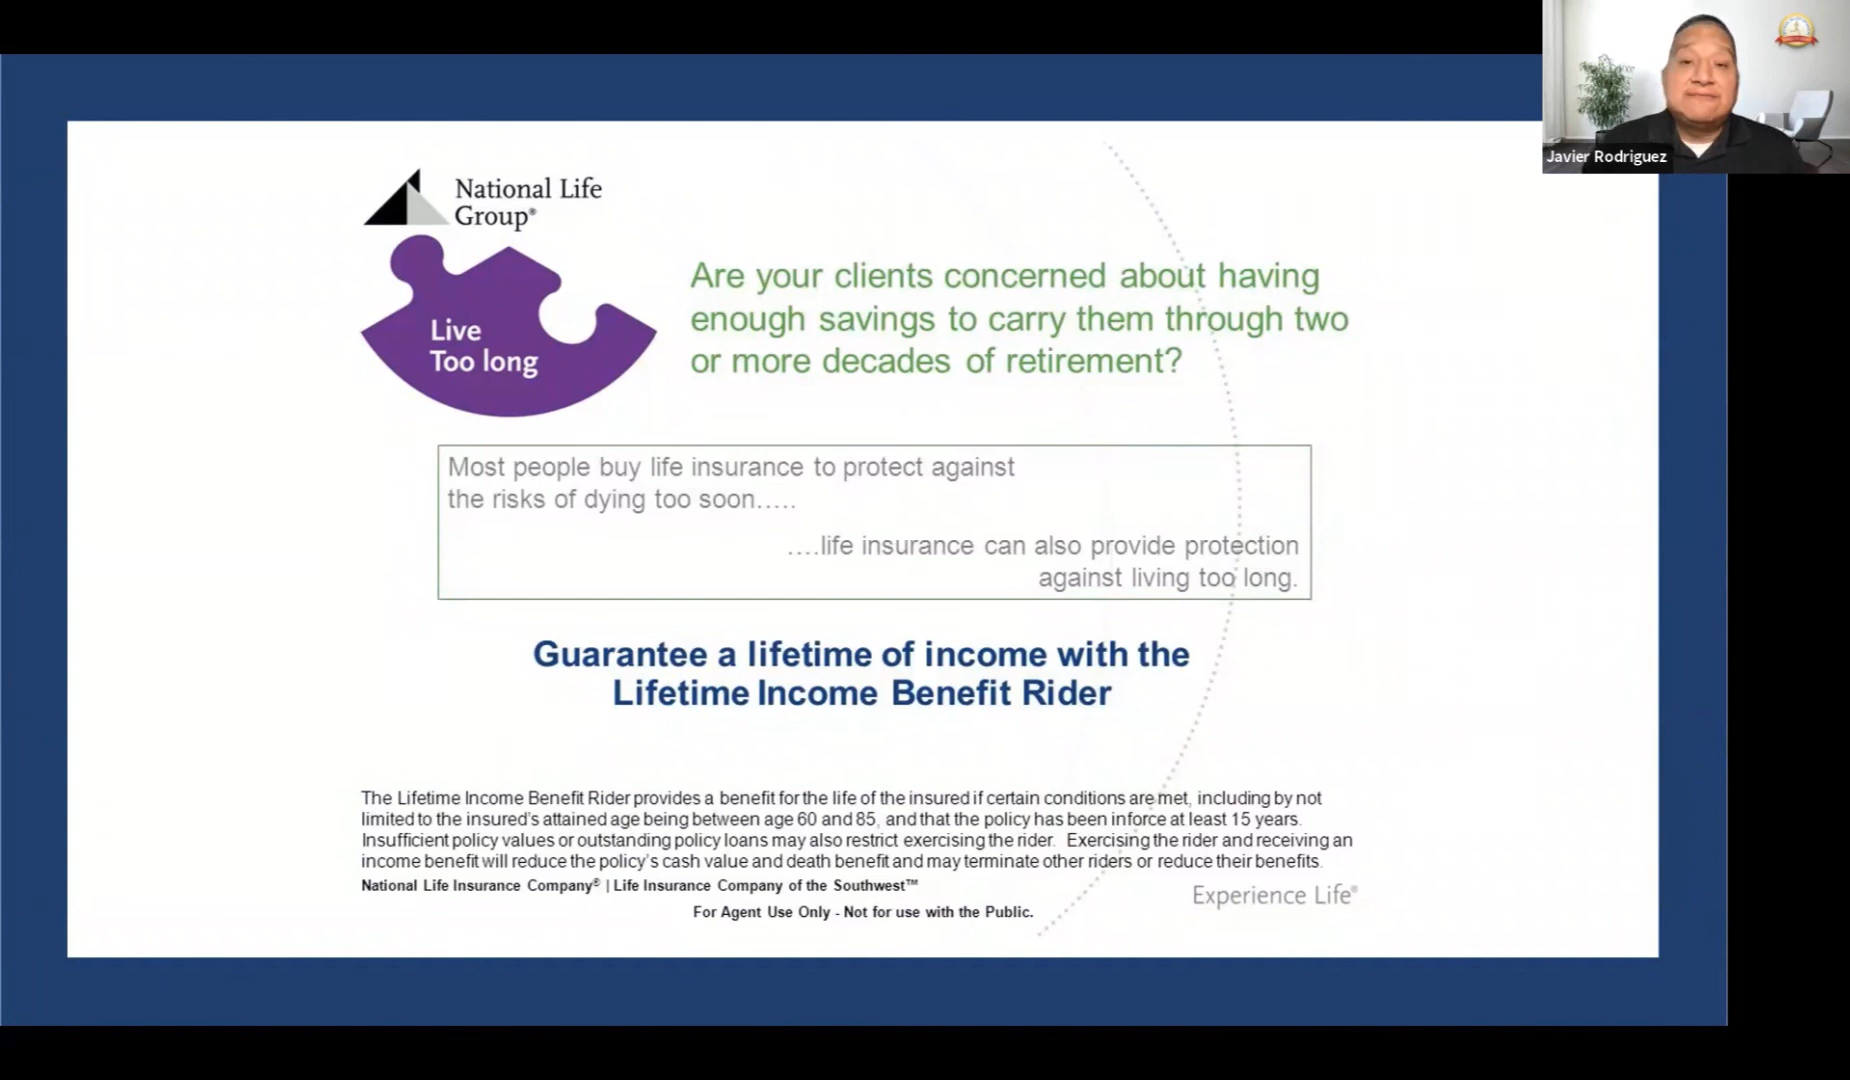 Javier Rodriguez
National Life
Group®
Live
Too long
Are your clients concerned about having
enough savings to carry them through two
or more decades of retirement?
Most people buy life insurance to protect against
the risks of dying too soon.....
....life insurance can also provide protection
against living too long.
Guarantee a lifetime of income with the
Lifetime Income Benefit Rider
The Lifetime Income Benefit Rider provides a benefit for the life of the insured if certain conditions are met, including by not
limited to the insured's attained age being between age 60 and 85, and that the policy has been inforce at least 15 years.
Insufficient policy values or outstanding policy loans may also restrict exercising the rider. Exercising the rider and receiving an
income benefit will reduce the policy's cash value and death benefit and may terminate other riders or reduce their benefits.
National Life Insurance Company® | Life Insurance Company of the Southwest™
Experience Life®
For Agent Use Only - Not for use with the Public.